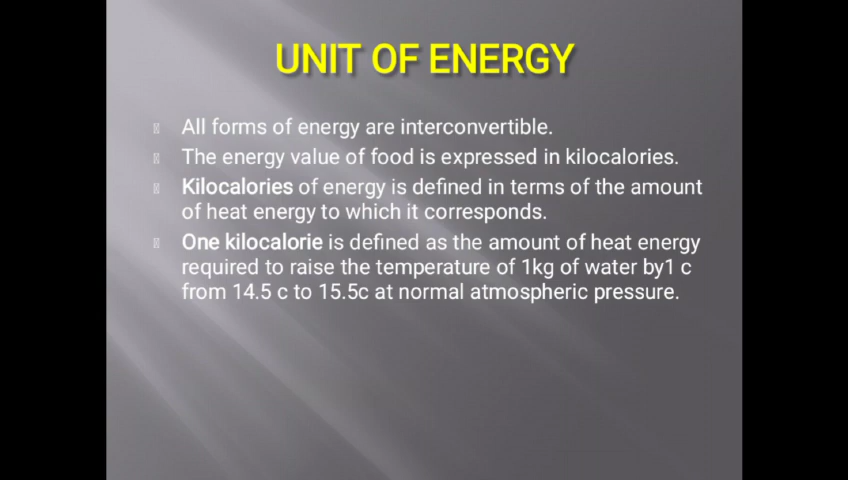 UNIT OF ENERGY
All forms of energy are interconvertible.
The energy value of food is expressed in kilocalories.
Kilocalories of energy is defined in terms of the amount
of heat energy to which it corresponds.
One kilocalorie is defined as the amount of heat energy
required to raise the temperature of 1kg of water by1 c
from 14.5 c to 15.5c at normal atmospheric pressure.